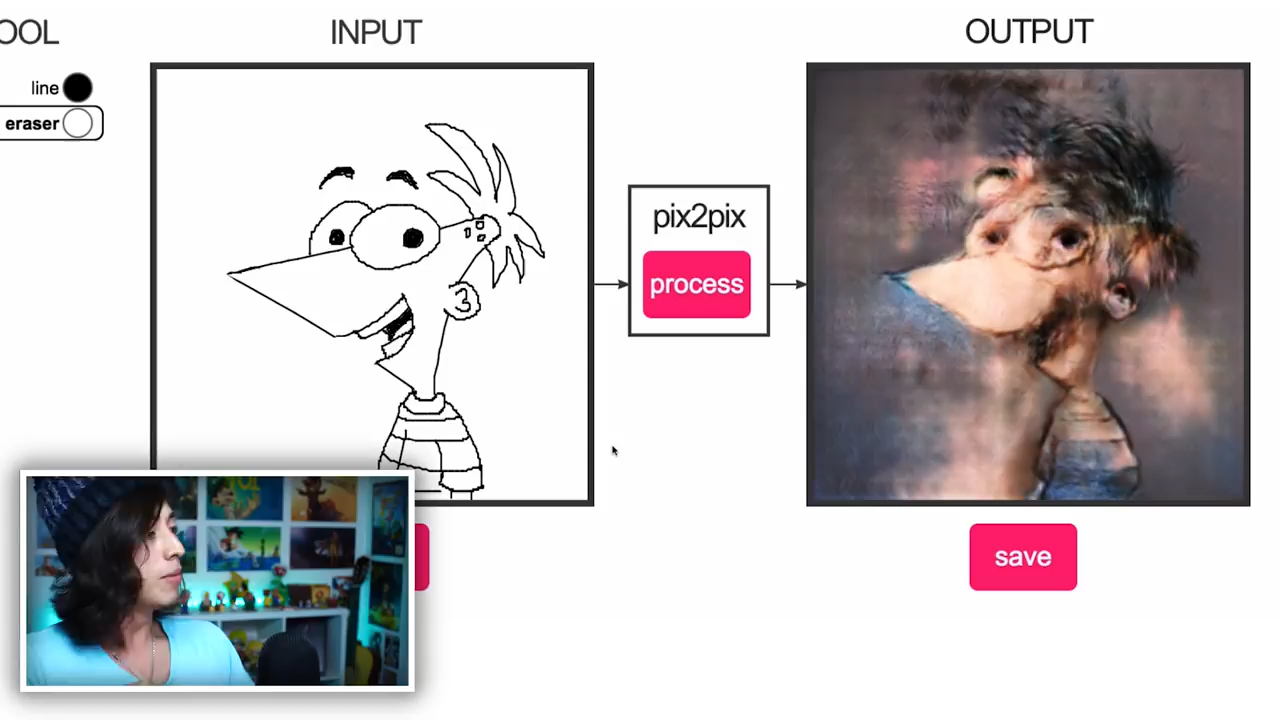 OOL
INPUT
OUTPUT
line
eraser
pix2pix
process
save